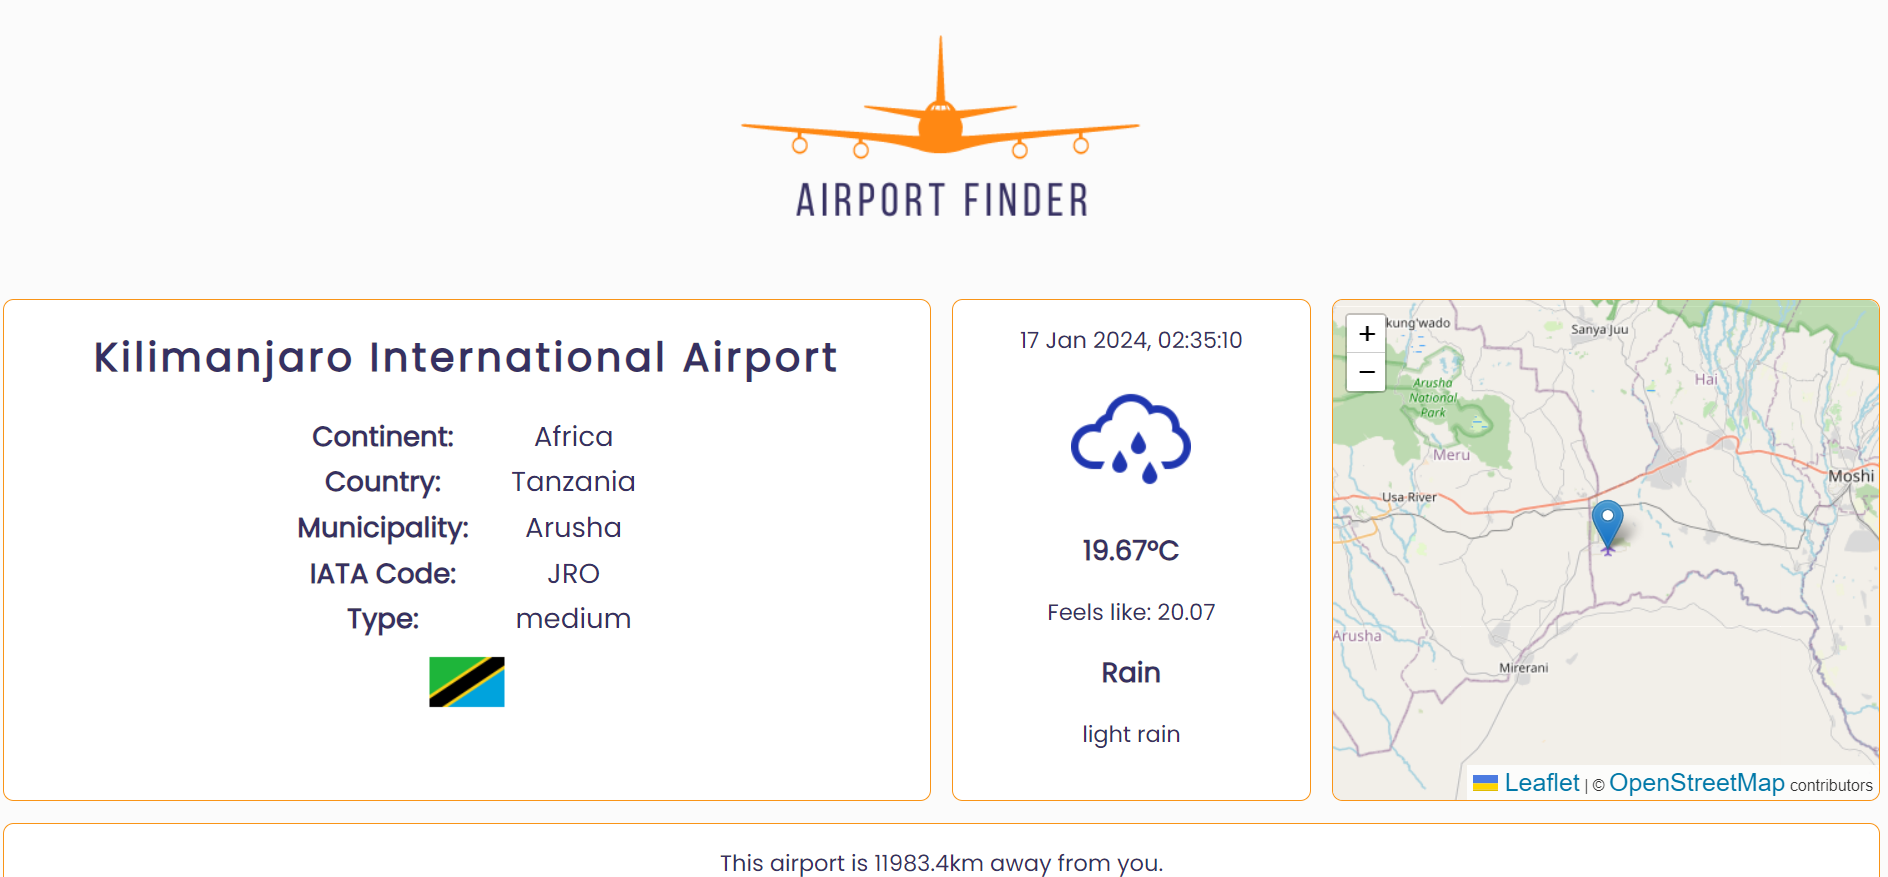 AIRPORT FINDER
Kilimanjaro International Airport
Continent: Africa
Country: Tanzania
Municipality: Arusha
IATA Code: JRO
Type: medium
17 Jan 2024, 02:35:10
19.67°C
Feels like: 20.07
Rain
light rain
+
−
kung'wado
Sanya Juu
Hai
Arusha
National
Park
Meru
Moshi
Usa River
Arusha
Mirerani
Leaflet | © OpenStreetMap contributors
This airport is 11983.4km away from you.